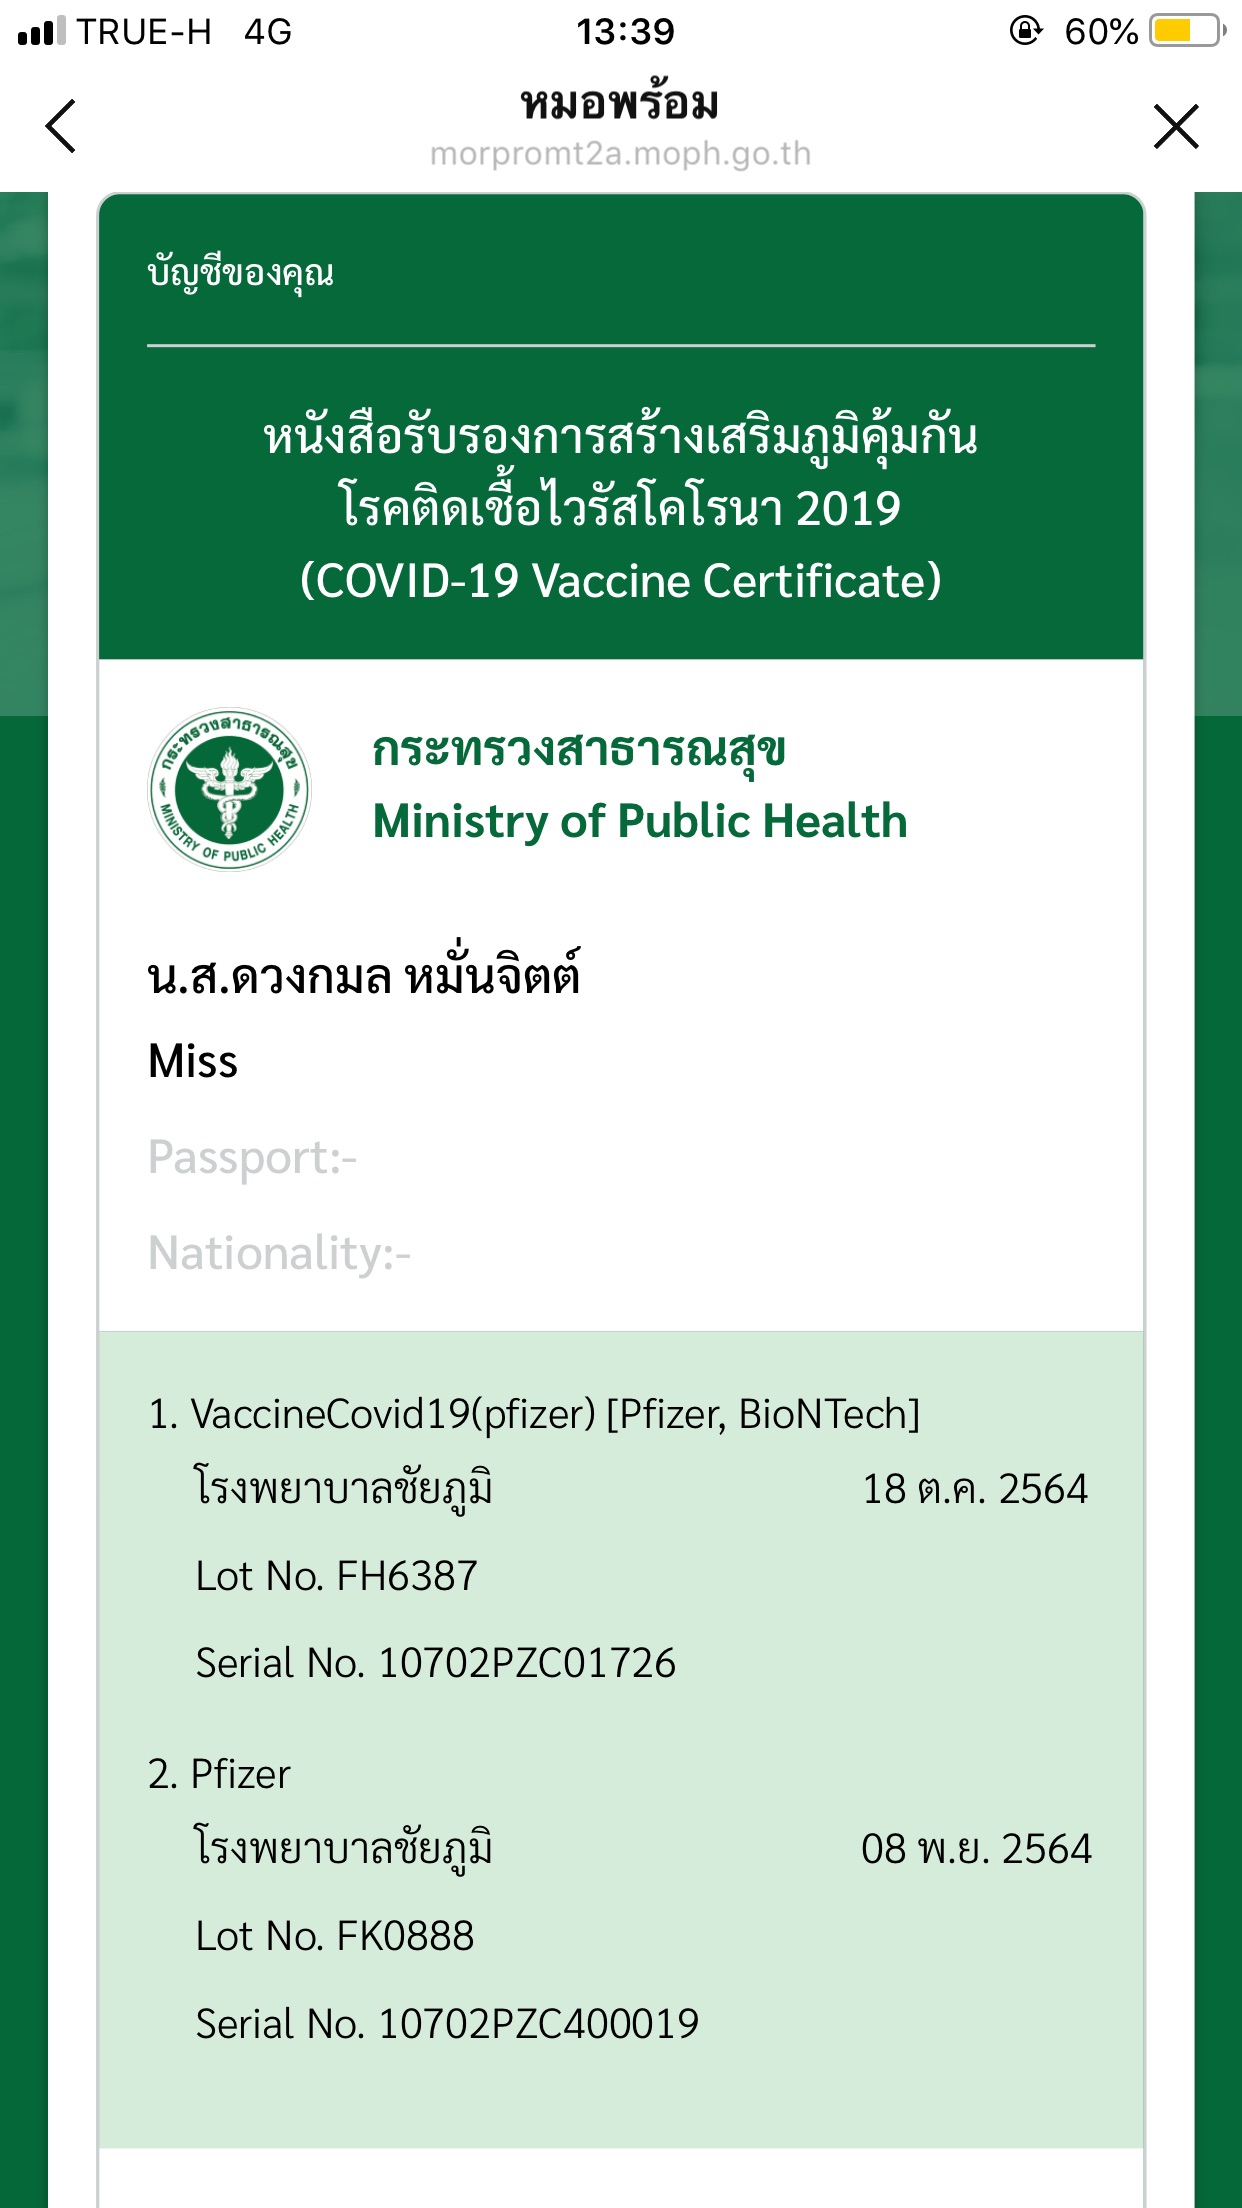 TRUE-H 4G 13:39 60%
หมอพร้อม
morpromt2a.moph.go.th
บัญชีของคุณ
หนังสือรับรองการสร้างเสริมภูมิคุ้มกัน
โรคติดเชื้อไวรัสโคโรนา 2019
(COVID-19 Vaccine Certificate)
กระทรวงสาธารณสุข
MINISTRY OF PUBLIC HEALTH
กระทรวงสาธารณสุข
Ministry of Public Health
น.ส.ดวงกมล หมั่นจิตต์
Miss
Passport:-
Nationality:-
1. VaccineCovid19(pfizer) [Pfizer, BioNTech]
โรงพยาบาลชัยภูมิ 18 ต.ค. 2564
Lot No. FH6387
Serial No. 10702PZC01726
2. Pfizer
โรงพยาบาลชัยภูมิ 08 พ.ย. 2564
Lot No. FK0888
Serial No. 10702PZC400019